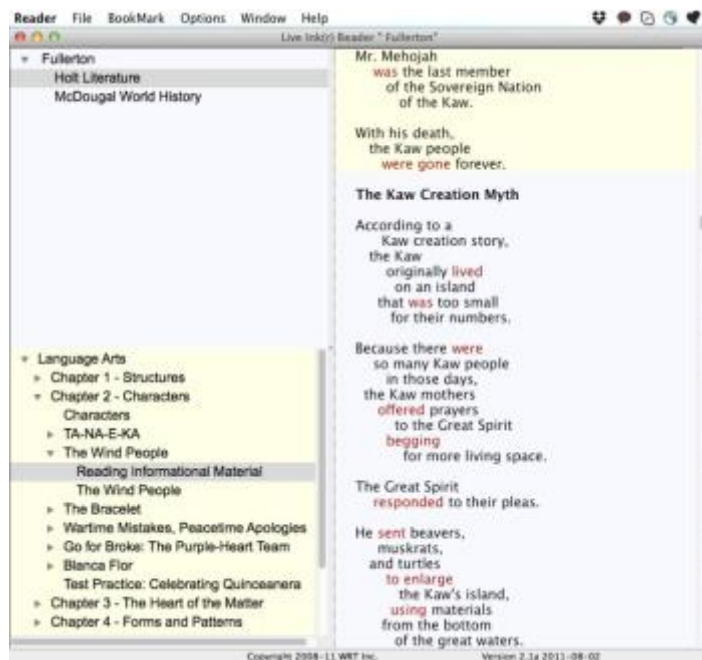 Reader File BookMark Options Window Help
Live Ink(r) Reader " Fullerton"
Fullerton
Holt Literature
McDougal World History
Language Arts
Chapter 1 - Structures
Chapter 2 - Characters
Characters
TA-NA-E-KA
The Wind People
Reading Informational Material
The Wind People
The Bracelet
Wartime Mistakes, Peacetime Apologies
Go for Broke: The Purple-Heart Team
Blanca Flor
Test Practice: Celebrating Quinceanera
Chapter 3 - The Heart of the Matter
Chapter 4 - Forms and Patterns
Mr. Mehojah
was the last member
of the Sovereign Nation
of the Kaw.
With his death,
the Kaw people
were gone forever.
The Kaw Creation Myth
According to a
Kaw creation story,
the Kaw
originally lived
on an island
that was too small
for their numbers.
Because there were
so many Kaw people
in those days,
the Kaw mothers
offered prayers
to the Great Spirit
begging
for more living space.
The Great Spirit
responded to their pleas.
He sent beavers,
muskrats,
and turtles
to enlarge
the Kaw's island,
using materials
from the bottom
of the great waters.
Copyright 2008-11 WRT Inc.
Version 2.1a 2011-08-02